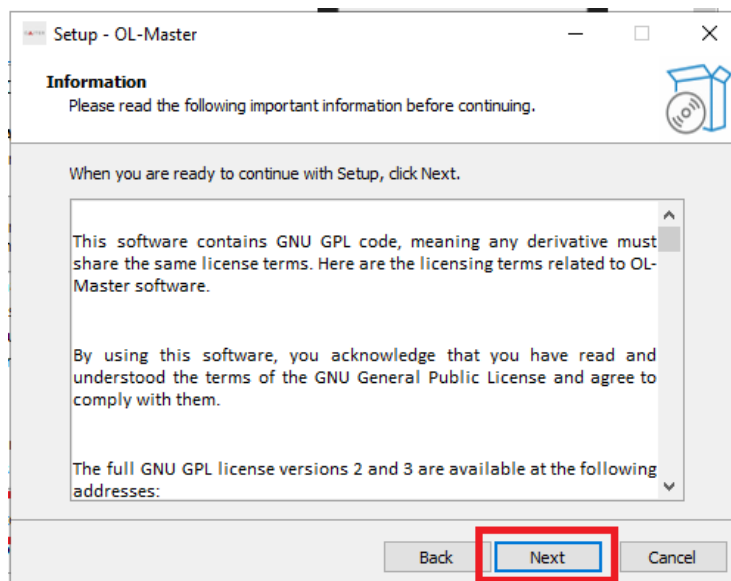 Setup - OL-Master
Information
Please read the following important information before continuing.
When you are ready to continue with Setup, click Next.
This software contains GNU GPL code, meaning any derivative must
share the same license terms. Here are the licensing terms related to OL-
Master software.
By using this software, you acknowledge that you have read and
understood the terms of the GNU General Public License and agree to
comply with them.
The full GNU GPL license versions 2 and 3 are available at the following
addresses:
Back
Next
Cancel